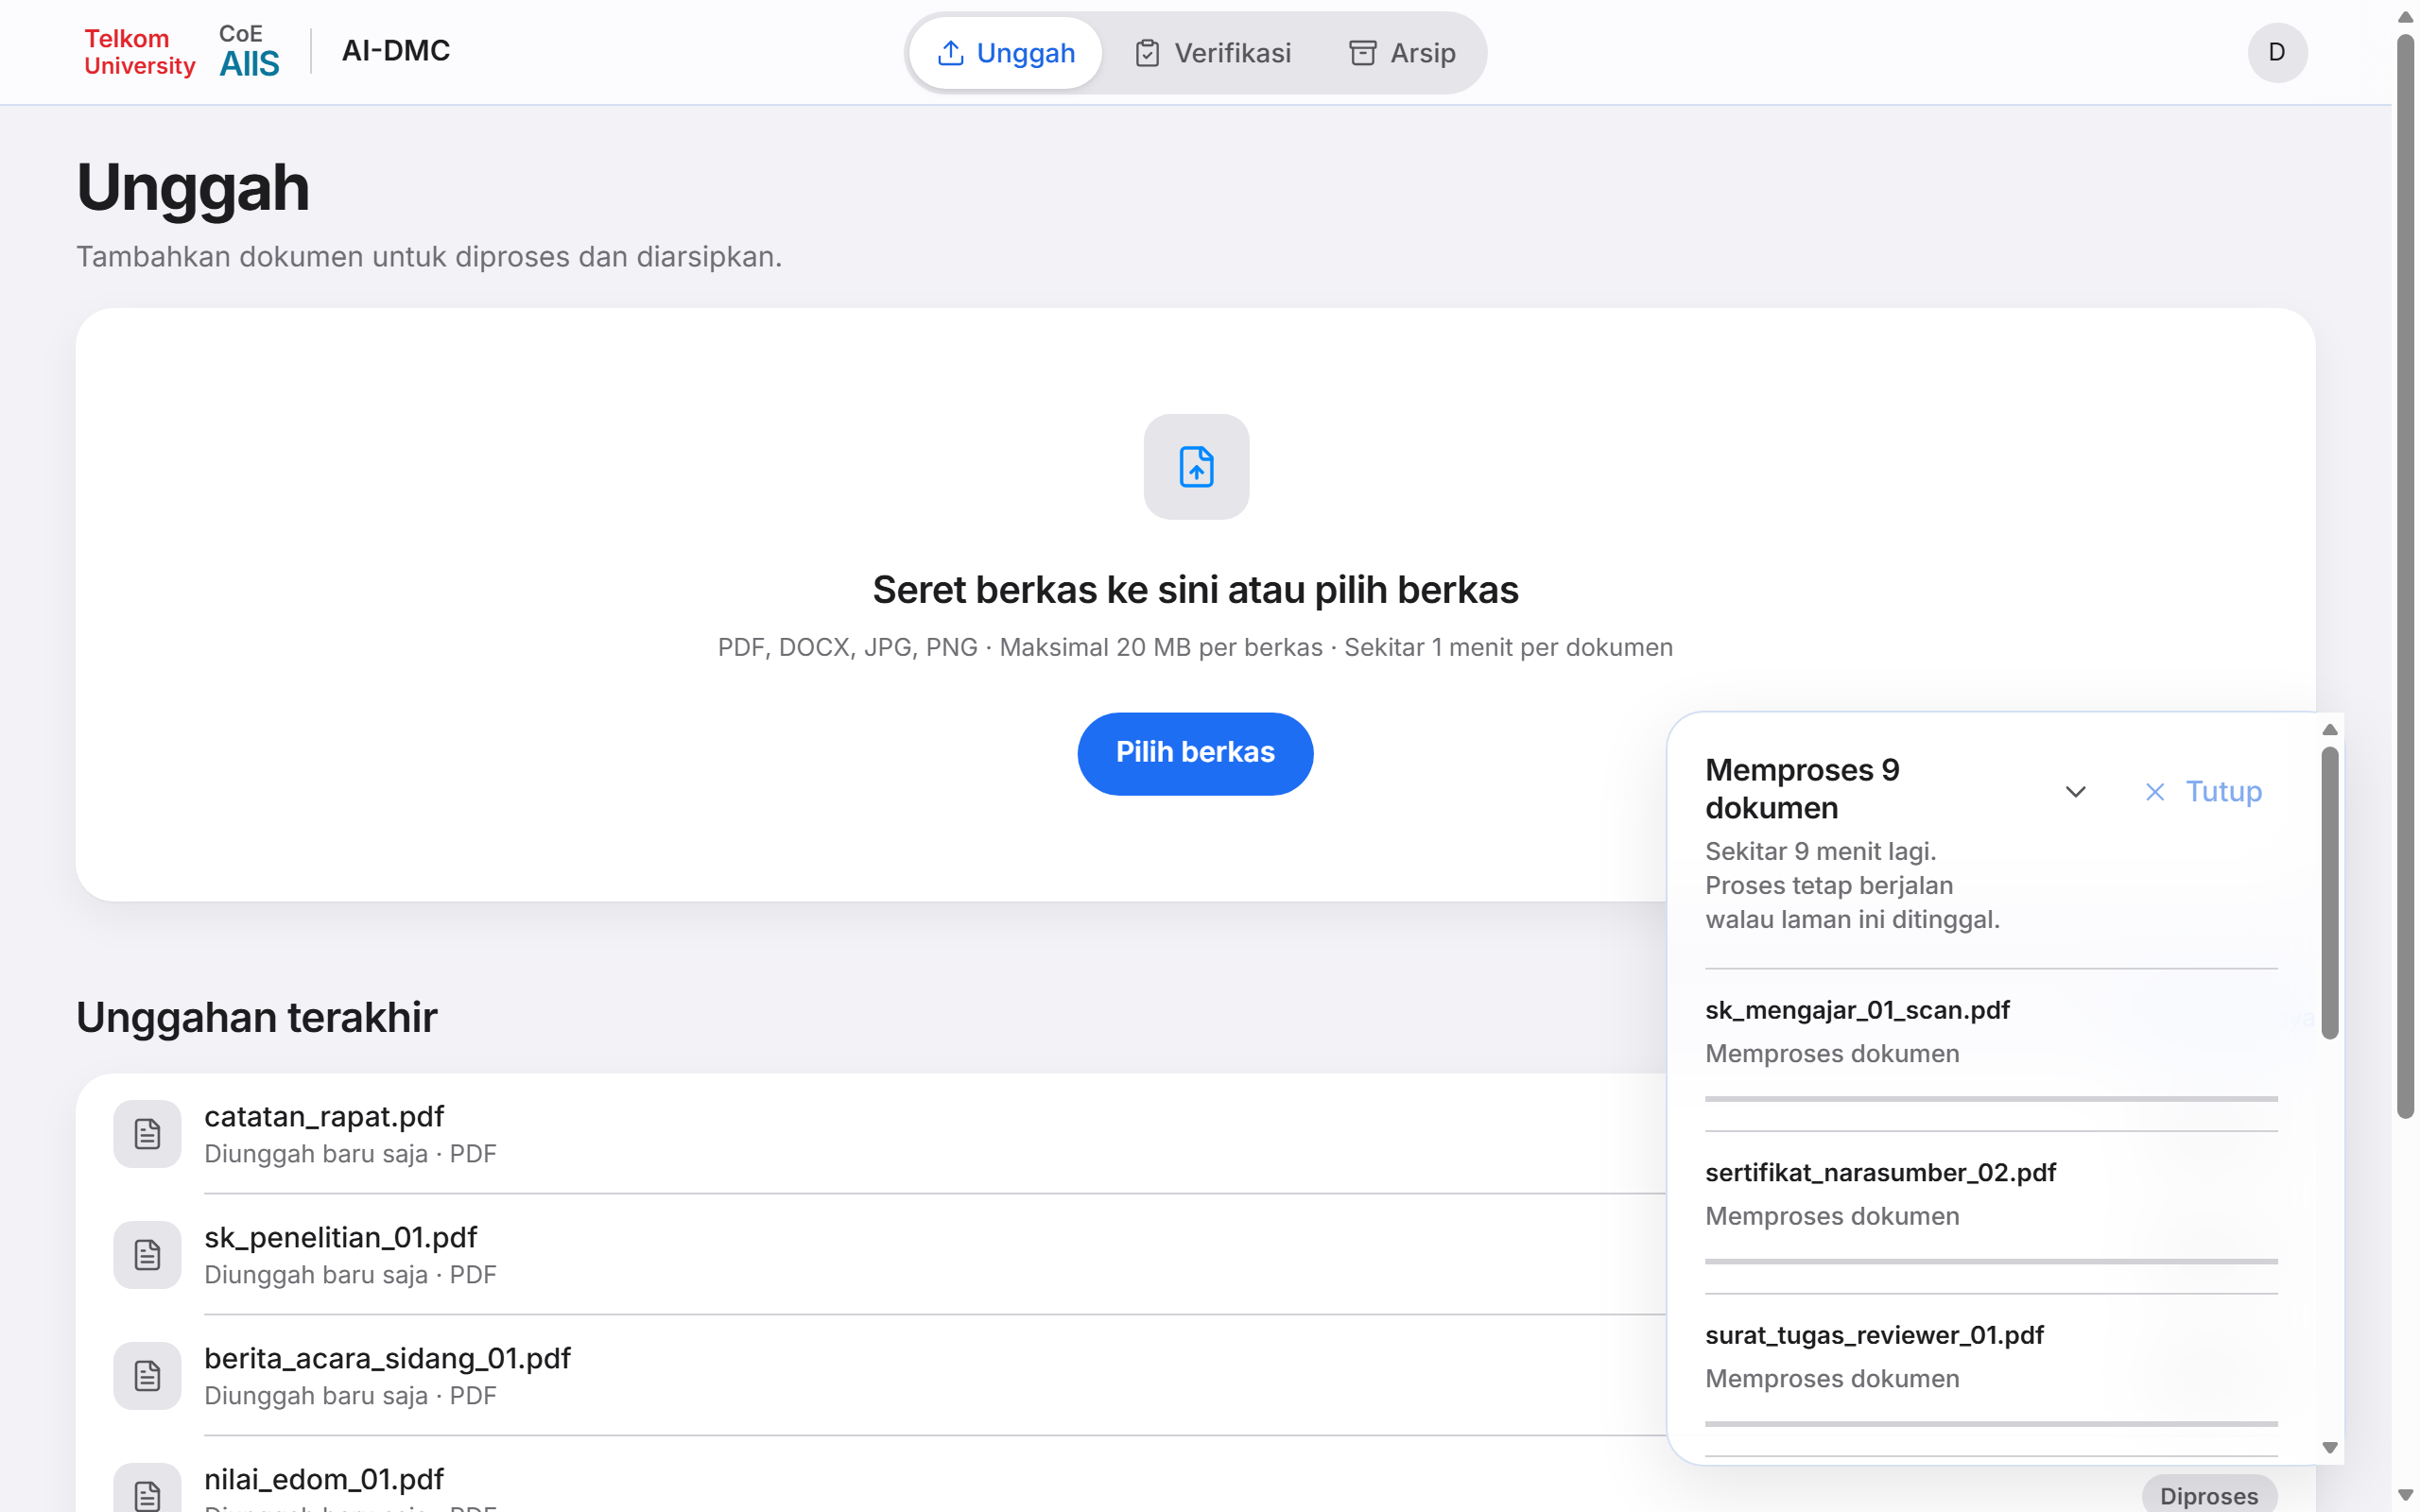 Telkom
University
CoE
AIIS
AI-DMC
Unggah
Verifikasi
Arsip
D
Unggah
Tambahkan dokumen untuk diproses dan diarsipkan.
Seret berkas ke sini atau pilih berkas
PDF, DOCX, JPG, PNG · Maksimal 20 MB per berkas · Sekitar 1 menit per dokumen
Pilih berkas
Unggahan terakhir
catatan_rapat.pdf
Diunggah baru saja · PDF
sk_penelitian_01.pdf
Diunggah baru saja · PDF
berita_acara_sidang_01.pdf
Diunggah baru saja · PDF
nilai_edom_01.pdf
Diproses
Memproses 9
dokumen
Tutup
Sekitar 9 menit lagi.
Proses tetap berjalan
walau laman ini ditinggal.
sk_mengajar_01_scan.pdf
Memproses dokumen
sertifikat_narasumber_02.pdf
Memproses dokumen
surat_tugas_reviewer_01.pdf
Memproses dokumen